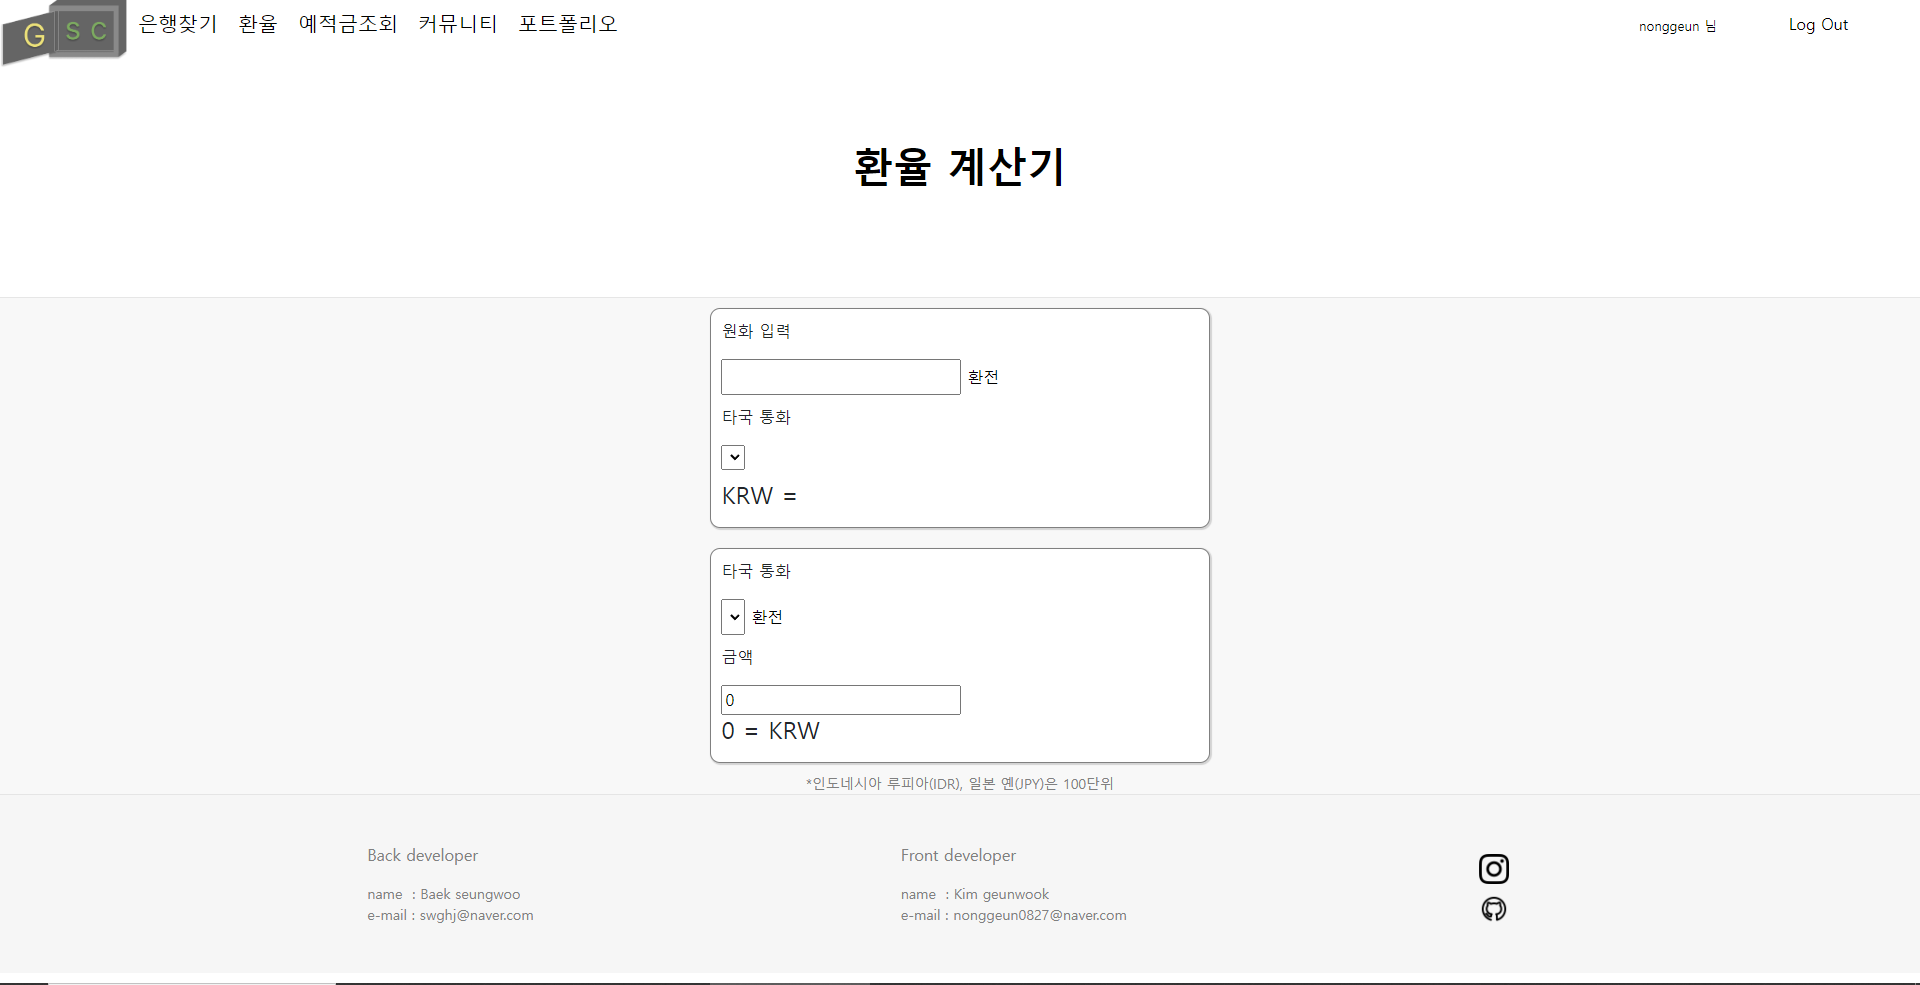 G S C 은행찾기 환율 예적금조회 커뮤니티 포트폴리오 nonggeun 님 Log Out
환율 계산기
원화 입력
환전
타국 통화
KRW =
타국 통화
환전
금액
0
0 = KRW
*인도네시아 루피아(IDR), 일본 옌(JPY)은 100단위
Back developer
name : Baek seungwoo
e-mail : swghj@naver.com
Front developer
name : Kim geunwook
e-mail : nonggeun0827@naver.com